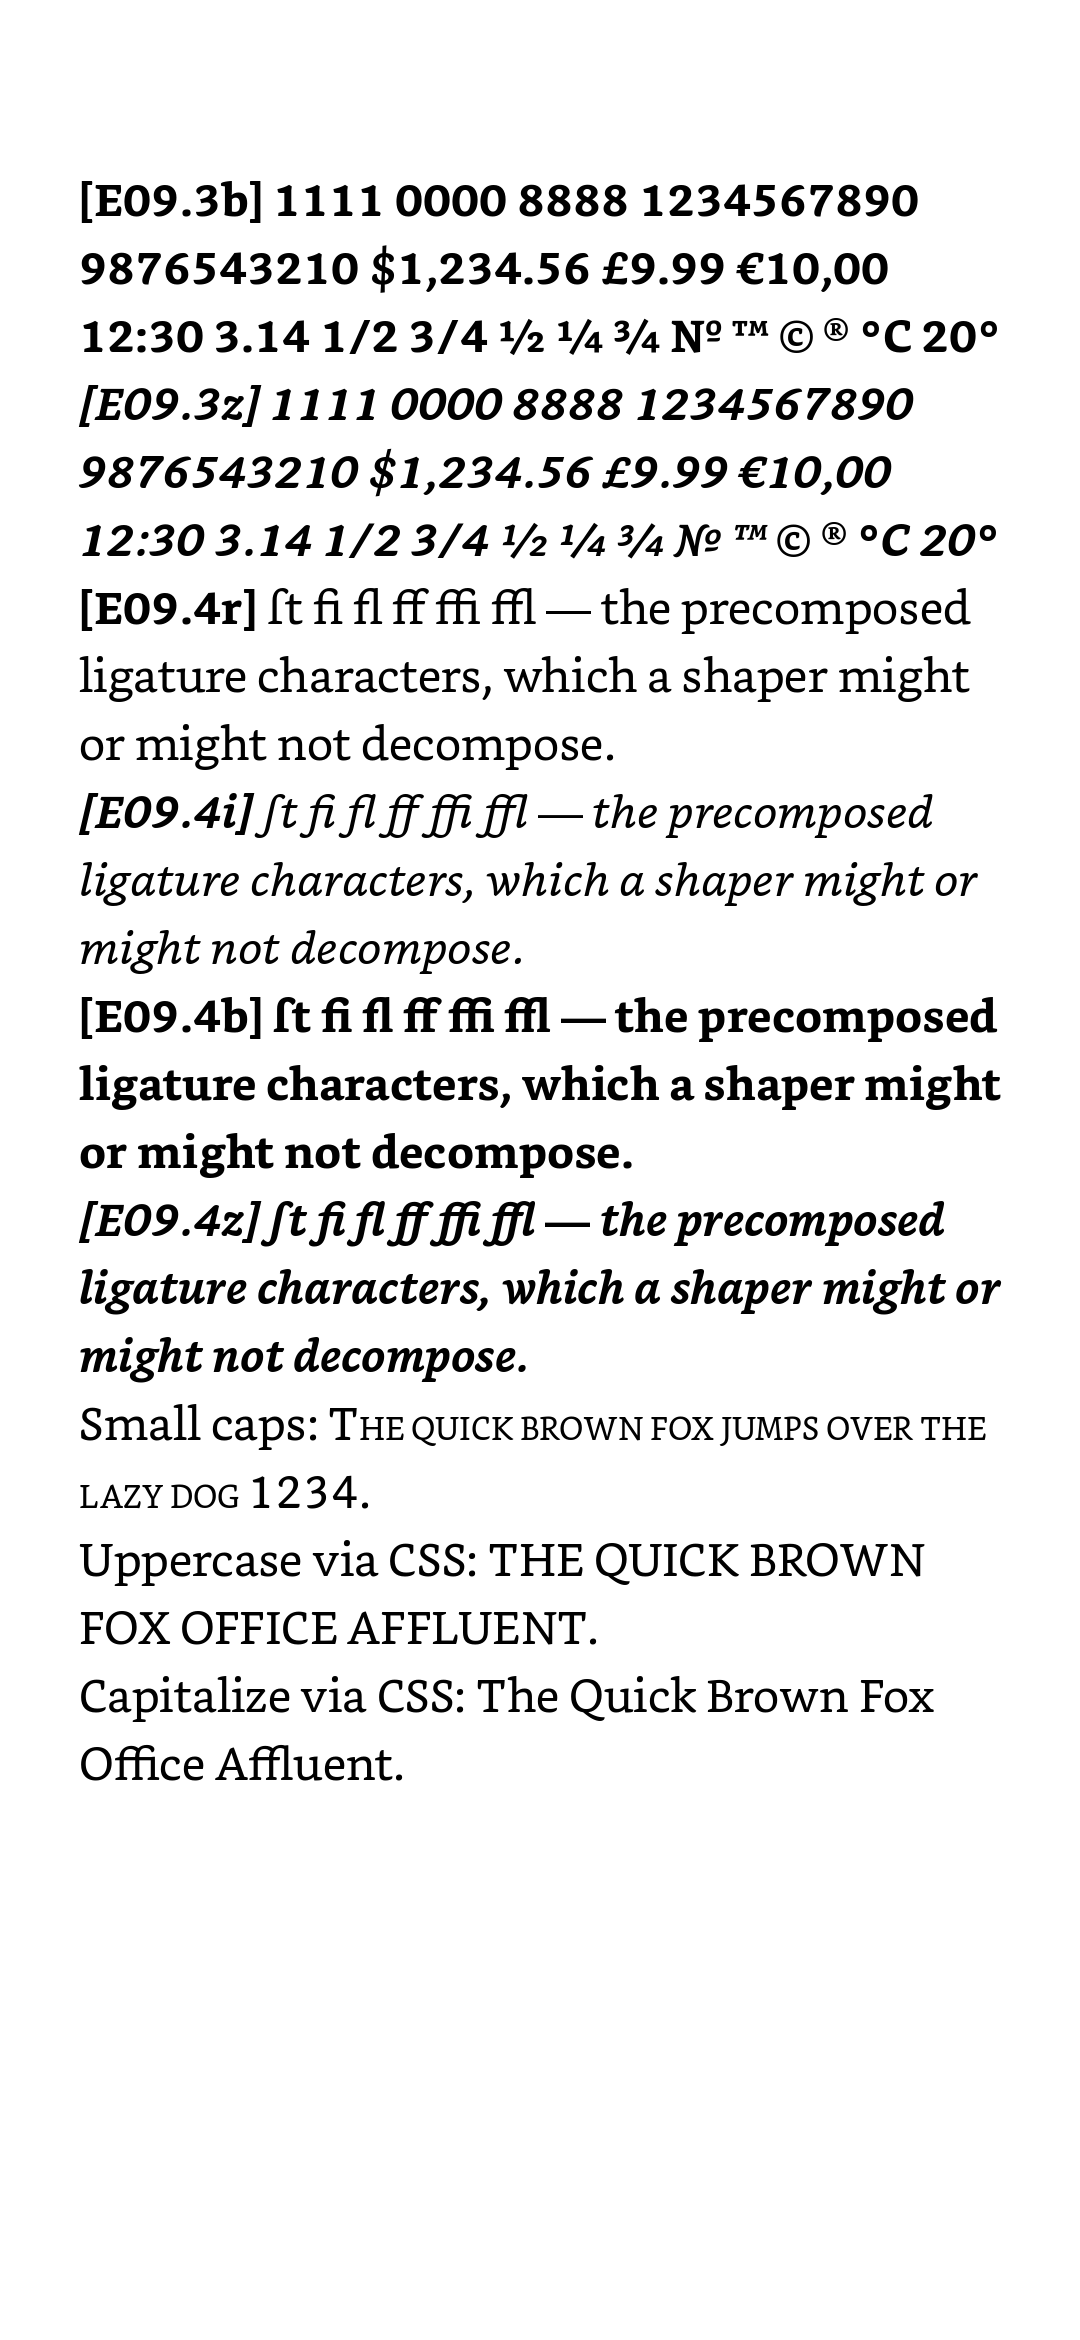 [E09.3b] 1111 0000 8888 1234567890
9876543210 $1,234.56 £9.99 €10,00
12:30 3.14 1/2 3/4 ½ ¼ ¾ № ™ © ® °C 20°
[E09.3z] 1111 0000 8888 1234567890
9876543210 $1,234.56 £9.99 €10,00
12:30 3.14 1/2 3/4 ½ ¼ ¾ № ™ © ® °C 20°
[E09.4r] ſt fi fl ff ffi ffl — the precomposed
ligature characters, which a shaper might
or might not decompose.
[E09.4i] ſt fi fl ff ffi ffl — the precomposed
ligature characters, which a shaper might or
might not decompose.
[E09.4b] ſt fi fl ff ffi ffl — the precomposed
ligature characters, which a shaper might
or might not decompose.
[E09.4z] ſt fi fl ff ffi ffl — the precomposed
ligature characters, which a shaper might or
might not decompose.
Small caps: The quick brown fox jumps over the
lazy dog 1234.
Uppercase via CSS: THE QUICK BROWN
FOX OFFICE AFFLUENT.
Capitalize via CSS: The Quick Brown Fox
Office Affluent.